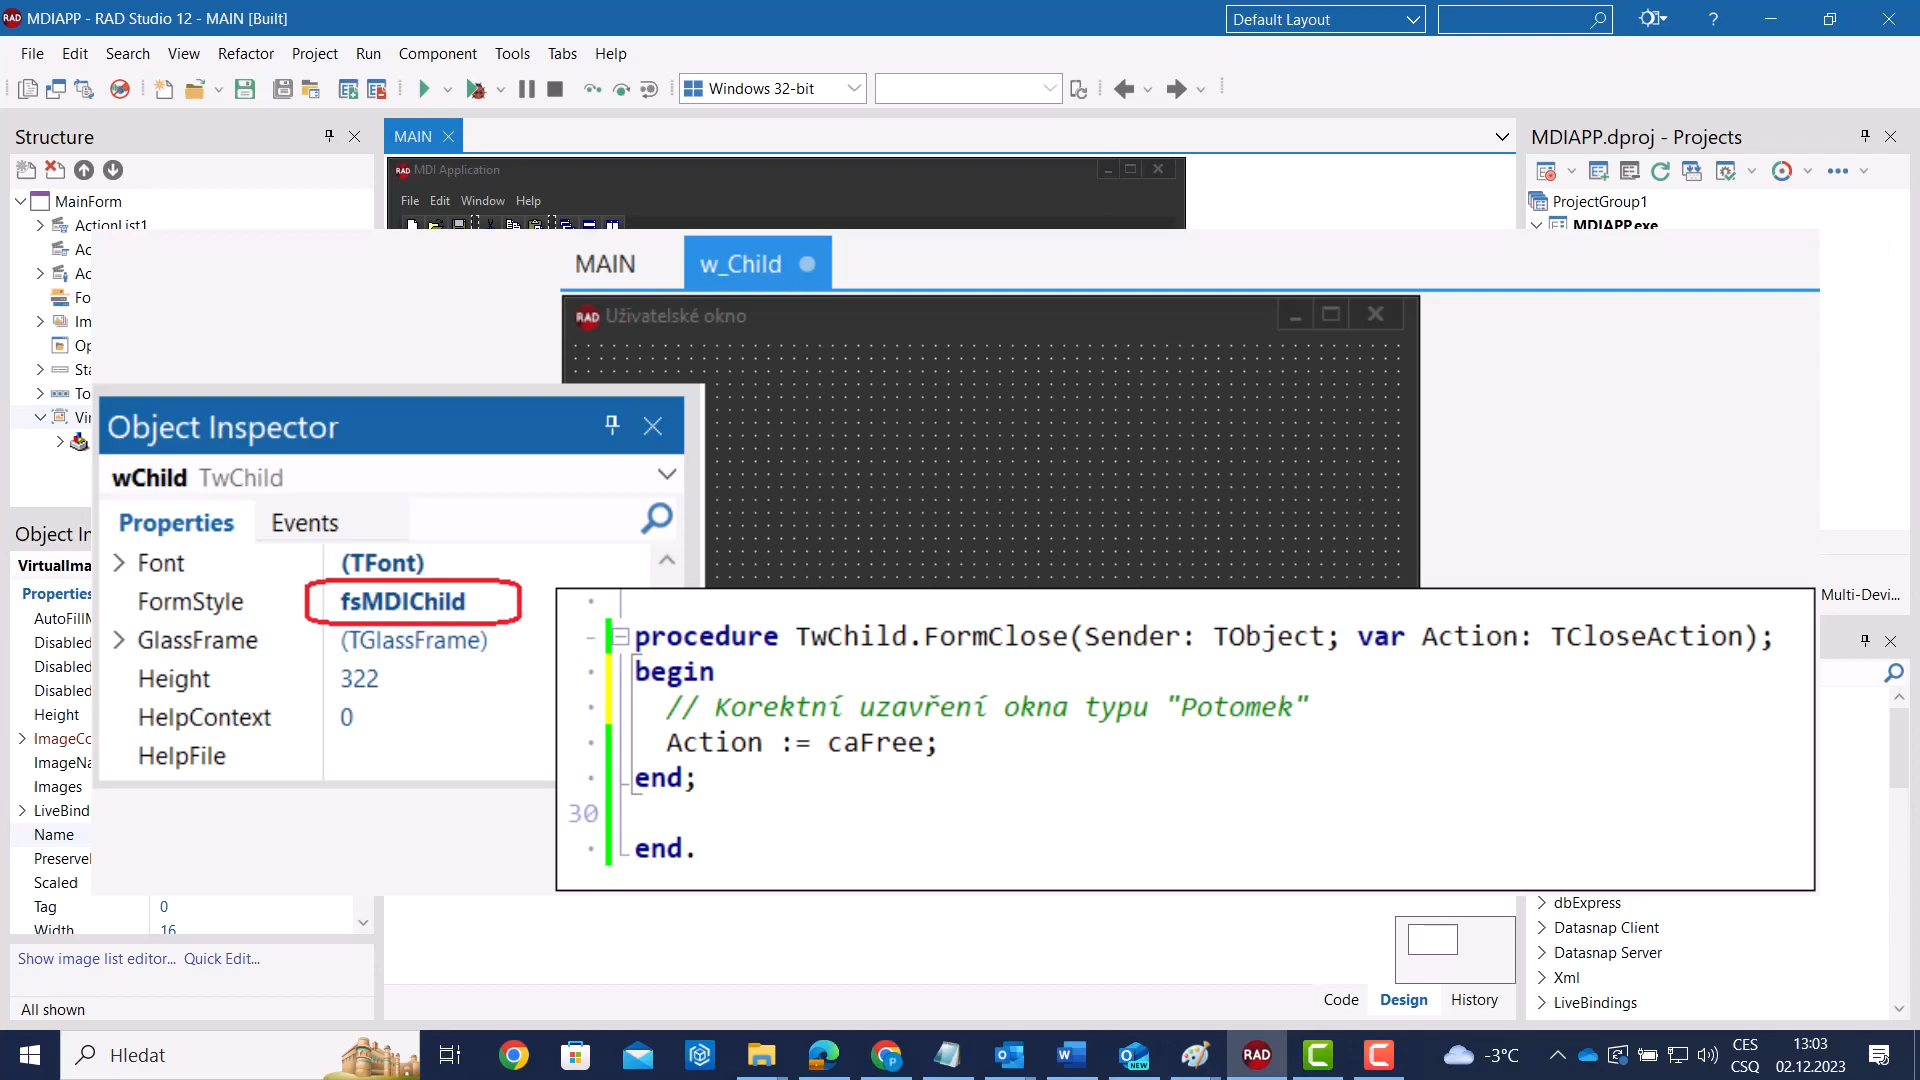 MDIAPP - RAD Studio 12 - MAIN [Built]
Default Layout
?
File Edit Search View Refactor Project Run Component Tools Tabs Help
Windows 32-bit
Structure
MainForm
ActionList1
Ac
Ac
Fo
Im
Op
Sta
To
Vir
MAIN
MDI Application
File Edit Window Help
MDIAPP.dproj - Projects
ProjectGroup1
MDIAPP.exe
MAIN w_Child
RAD Uživatelské okno
Object Inspector
wChild TwChild
Properties Events
Font (TFont)
FormStyle fsMDIChild
GlassFrame (TGlassFrame)
Height 322
HelpContext 0
HelpFile
procedure TwChild.FormClose(Sender: TObject; var Action: TCloseAction);
begin
// Korektní uzavření okna typu "Potomek"
Action := caFree;
end;
30
end.
Object In
VirtualIma
Properties
AutoFillM
Disabled
Disabled
Disabled
Height
ImageCo
ImageNa
Images
LiveBind
Name
Preserve
Scaled
Tag 0
Width 16
Show image list editor... Quick Edit...
All shown
Code Design History
Multi-Devi...
dbExpress
Datasnap Client
Datasnap Server
Xml
LiveBindings
Hledat
NEW
RAD
-3°C
CES
CSQ
13:03
02.12.2023